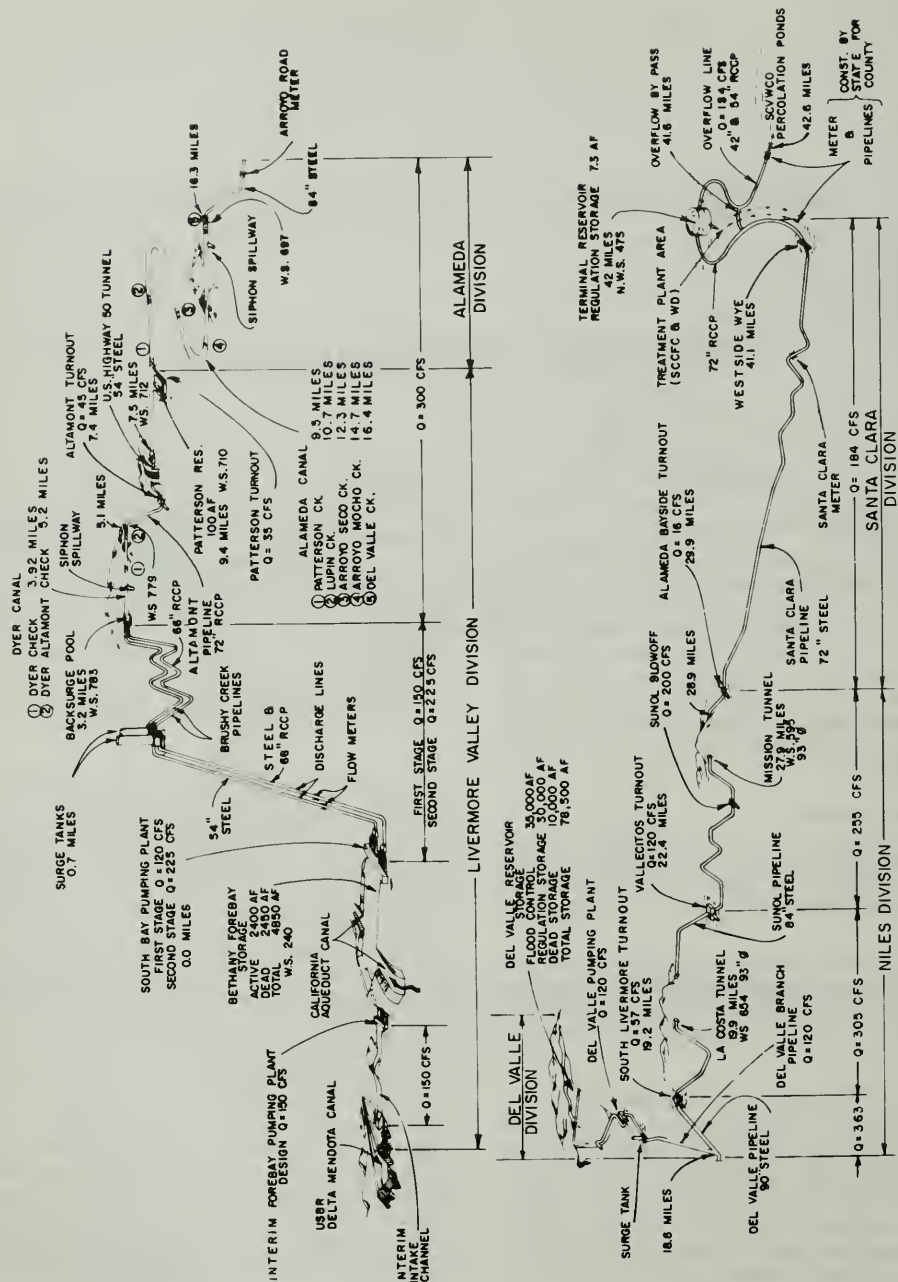 INTERIM FOREBAY PUMPING PLANT
DESIGN Q=150 CFS
USBR
DELTA MENDOTA CANAL
NTERIM
INTAKE
CHANNEL
Q=150 CFS
CALIFORNIA
AQUEDUCT CANAL
BETHANY FOREBAY
STORAGE
ACTIVE 2400 AF
DEAD 2450 AF
TOTAL 4850 AF
W.S. 240
SOUTH BAY PUMPING PLANT
FIRST STAGE Q=120 CFS
SECOND STAGE Q=225 CFS
0.0 MILES
SURGE TANKS
0.7 MILES
54"
STEEL
STEEL &
66" RCCP
DISCHARGE LINES
FLOW METERS
FIRST STAGE Q=150 CFS
SECOND STAGE Q=225 CFS
BRUSHY CREEK
PIPELINES
66" RCCP
BACKSURGE POOL
3.2 MILES
W.S. 783
DYER CANAL
① DYER CHECK 3.92 MILES
② DYER ALTAMONT CHECK 5.2 MILES
SIPHON
SPILLWAY
①
②
W.S 779
5.1 MILES
ALTAMONT
PIPELINE
72" RCCP
ALTAMONT TURNOUT
Q = 45 CFS
7.4 MILES
U.S. HIGHWAY 50 TUNNEL
54" STEEL
7.5 MILES
WS. 712
PATTERSON RES.
100 AF
9.4 MILES W.S.710
PATTERSON TURNOUT
Q= 35 CFS
①
②
③
④
⑤
ALAMEDA CANAL
① PATTERSON CK. 9.5 MILES
② LUPIN CK. 10.7 MILES
③ ARROYO SECO CK. 12.3 MILES
④ ARROYO MOCHO CK. 14.7 MILES
⑤ DEL VALLE CK. 16.4 MILES
16.3 MILES
SIPHON SPILLWAY
W.S. 697
84" STEEL
ARROYO ROAD
METER
Q= 300 CFS
LIVERMORE VALLEY DIVISION
ALAMEDA
DIVISION
DEL VALLE
DIVISION
DEL VALLE RESERVOIR
STORAGE
FLOOD CONTROL 35,000 AF
REGULATION STORAGE 30,000 AF
DEAD STORAGE 10,000 AF
TOTAL STORAGE 78,500 AF
DEL VALLE PUMPING PLANT
Q=120 CFS
SURGE TANK
18.6 MILES
DEL VALLE PIPELINE
90" STEEL
DEL VALLE BRANCH
PIPELINE
Q=120 CFS
SOUTH LIVERMORE TURNOUT
Q= 57 CFS
19.2 MILES
LA COSTA TUNNEL
19.9 MILES
WS 654 93" Ø
VALLECITOS TURNOUT
Q=120 CFS
22.4 MILES
SUNOL PIPELINE
84" STEEL
SUNOL BLOWOFF
Q = 200 CFS
MISSION TUNNEL
27.9 MILES
W.S. 595
93" Ø
28.9 MILES
ALAMEDA BAYSIDE TURNOUT
Q = 16 CFS
29.9 MILES
SANTA CLARA
PIPELINE
72" STEEL
SANTA CLARA
METER
WESTSIDE WYE
41.1 MILES
72" RCCP
TREATMENT PLANT AREA
(SCCFC & WD)
TERMINAL RESERVOIR
REGULATION STORAGE 7.5 AF
42 MILES
N.W.S. 475
OVERFLOW BY PASS
41.6 MILES
OVERFLOW LINE
Q= 184 CFS
42" & 54" RCCP
SCVWCO
PERCOLATION PONDS
42.6 MILES
METER
&
PIPELINES
CONST. BY
STATE FOR
COUNTY
Q=363
Q=305 CFS
Q=255 CFS
Q= 184 CFS
NILES DIVISION
SANTA CLARA
DIVISION